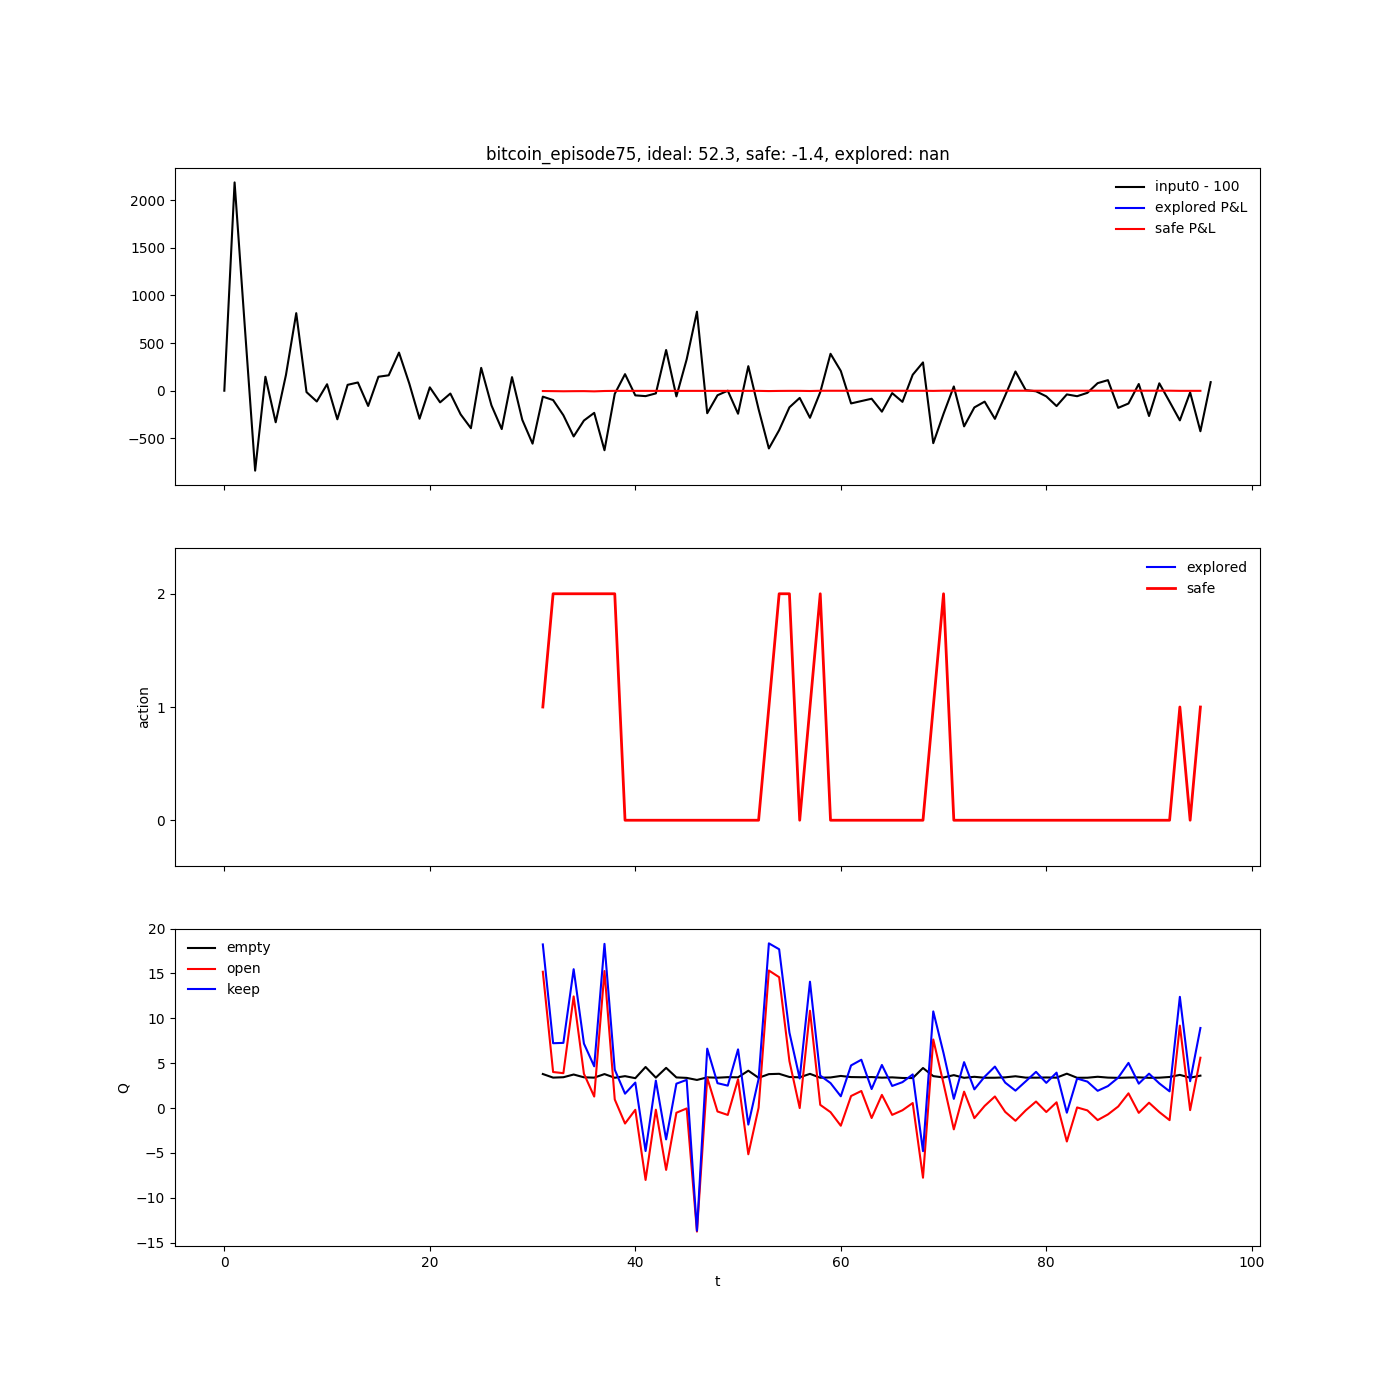 bitcoin_episode75, ideal: 52.3, safe: -1.4, explored: nan
input0 - 100
explored P&L
safe P&L
2000
1500
1000
500
0
−500
explored
safe
action
2
1
0
empty
open
keep
Q
20
15
10
5
0
−5
−10
−15
0 20 40 60 80 100
t